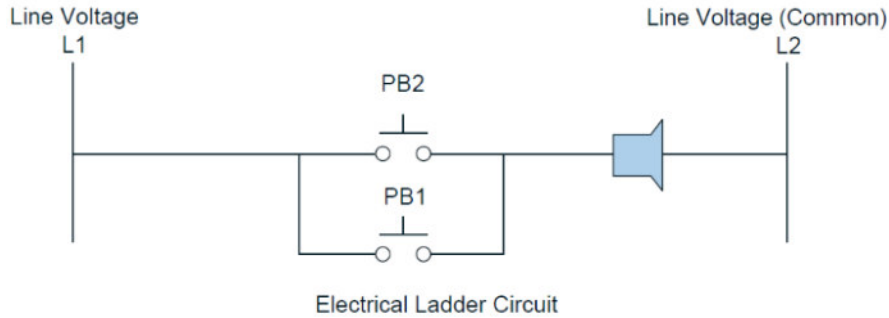 Line Voltage
L1
Line Voltage (Common)
L2
PB2
PB1
Electrical Ladder Circuit